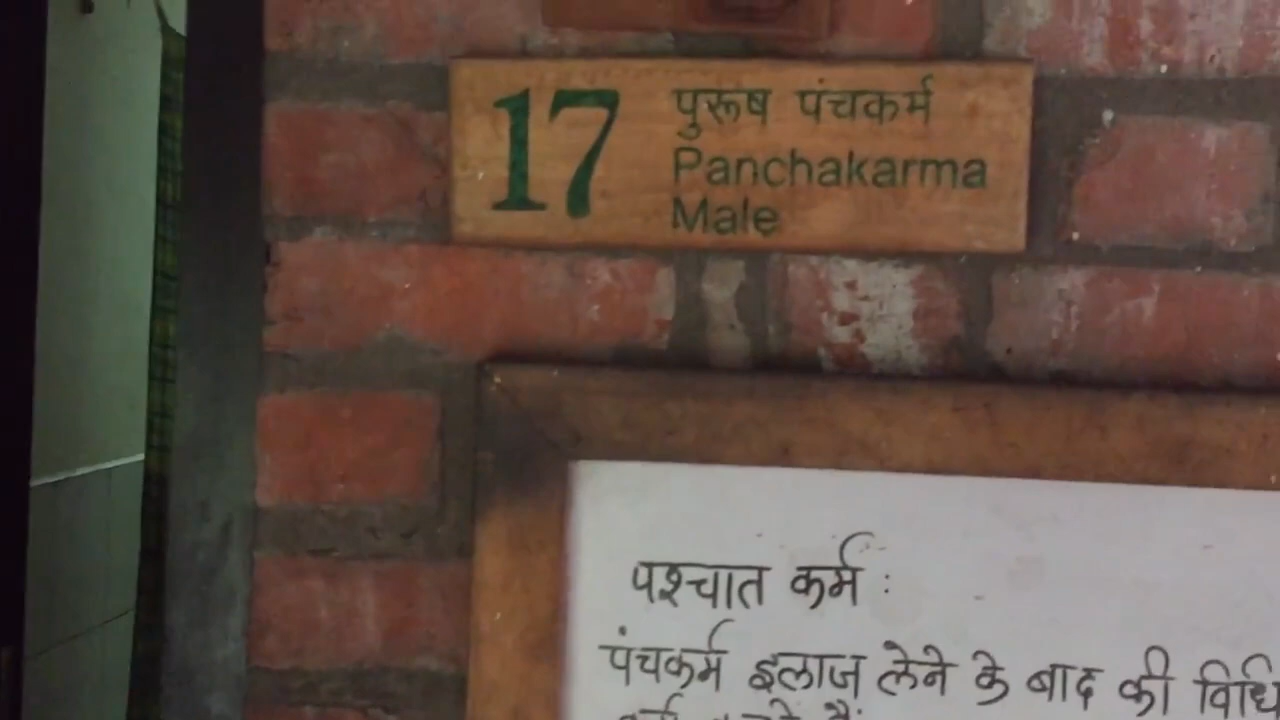 17
पुरूष पंचकर्म
Panchakarma
Male
पश्चात कर्म :
पंचकर्म इलाज लेने के बाद की विधि